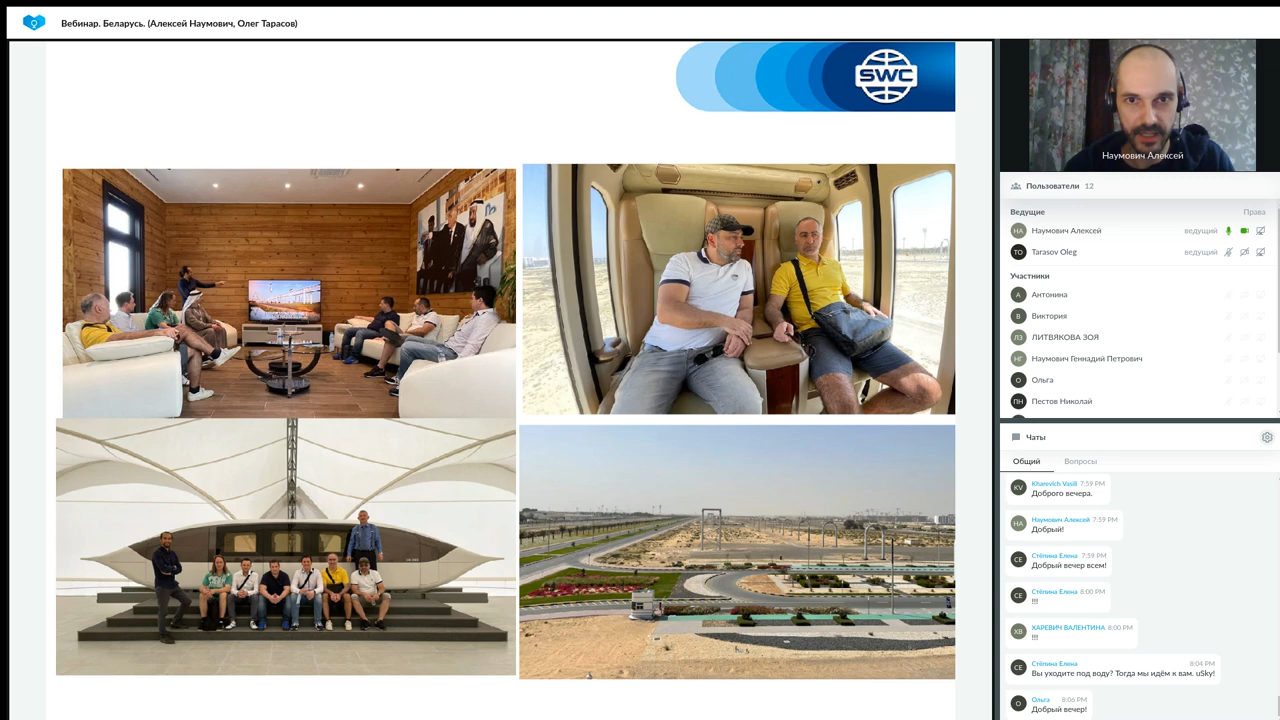 Вебинар. Беларусь. (Алексей Наумович, Олег Тарасов)
SWC
Наумович Алексей
Пользователи 12
Ведущие Права
НА Наумович Алексей ведущий
TO Tarasov Oleg ведущий
Участники
А Антонина
В Виктория
ЛЗ ЛИТВЯКОВА ЗОЯ
НГ Наумович Геннадий Петрович
О Ольга
ПН Пестов Николай
Чаты
Общий Вопросы
KV Kharevich Vasili 7:59 PM
Доброго вечера.
НА Наумович Алексей 7:59 PM
Добрый!
СЕ Стёпина Елена 7:59 PM
Добрый вечер всем!
СЕ Стёпина Елена 8:00 PM
!!!
ХВ ХАРЕВИЧ ВАЛЕНТИНА 8:00 PM
!!!
СЕ Стёпина Елена 8:04 PM
Вы уходите под воду? Тогда мы идём к вам. uSky!
О Ольга 8:06 PM
Добрый вечер!